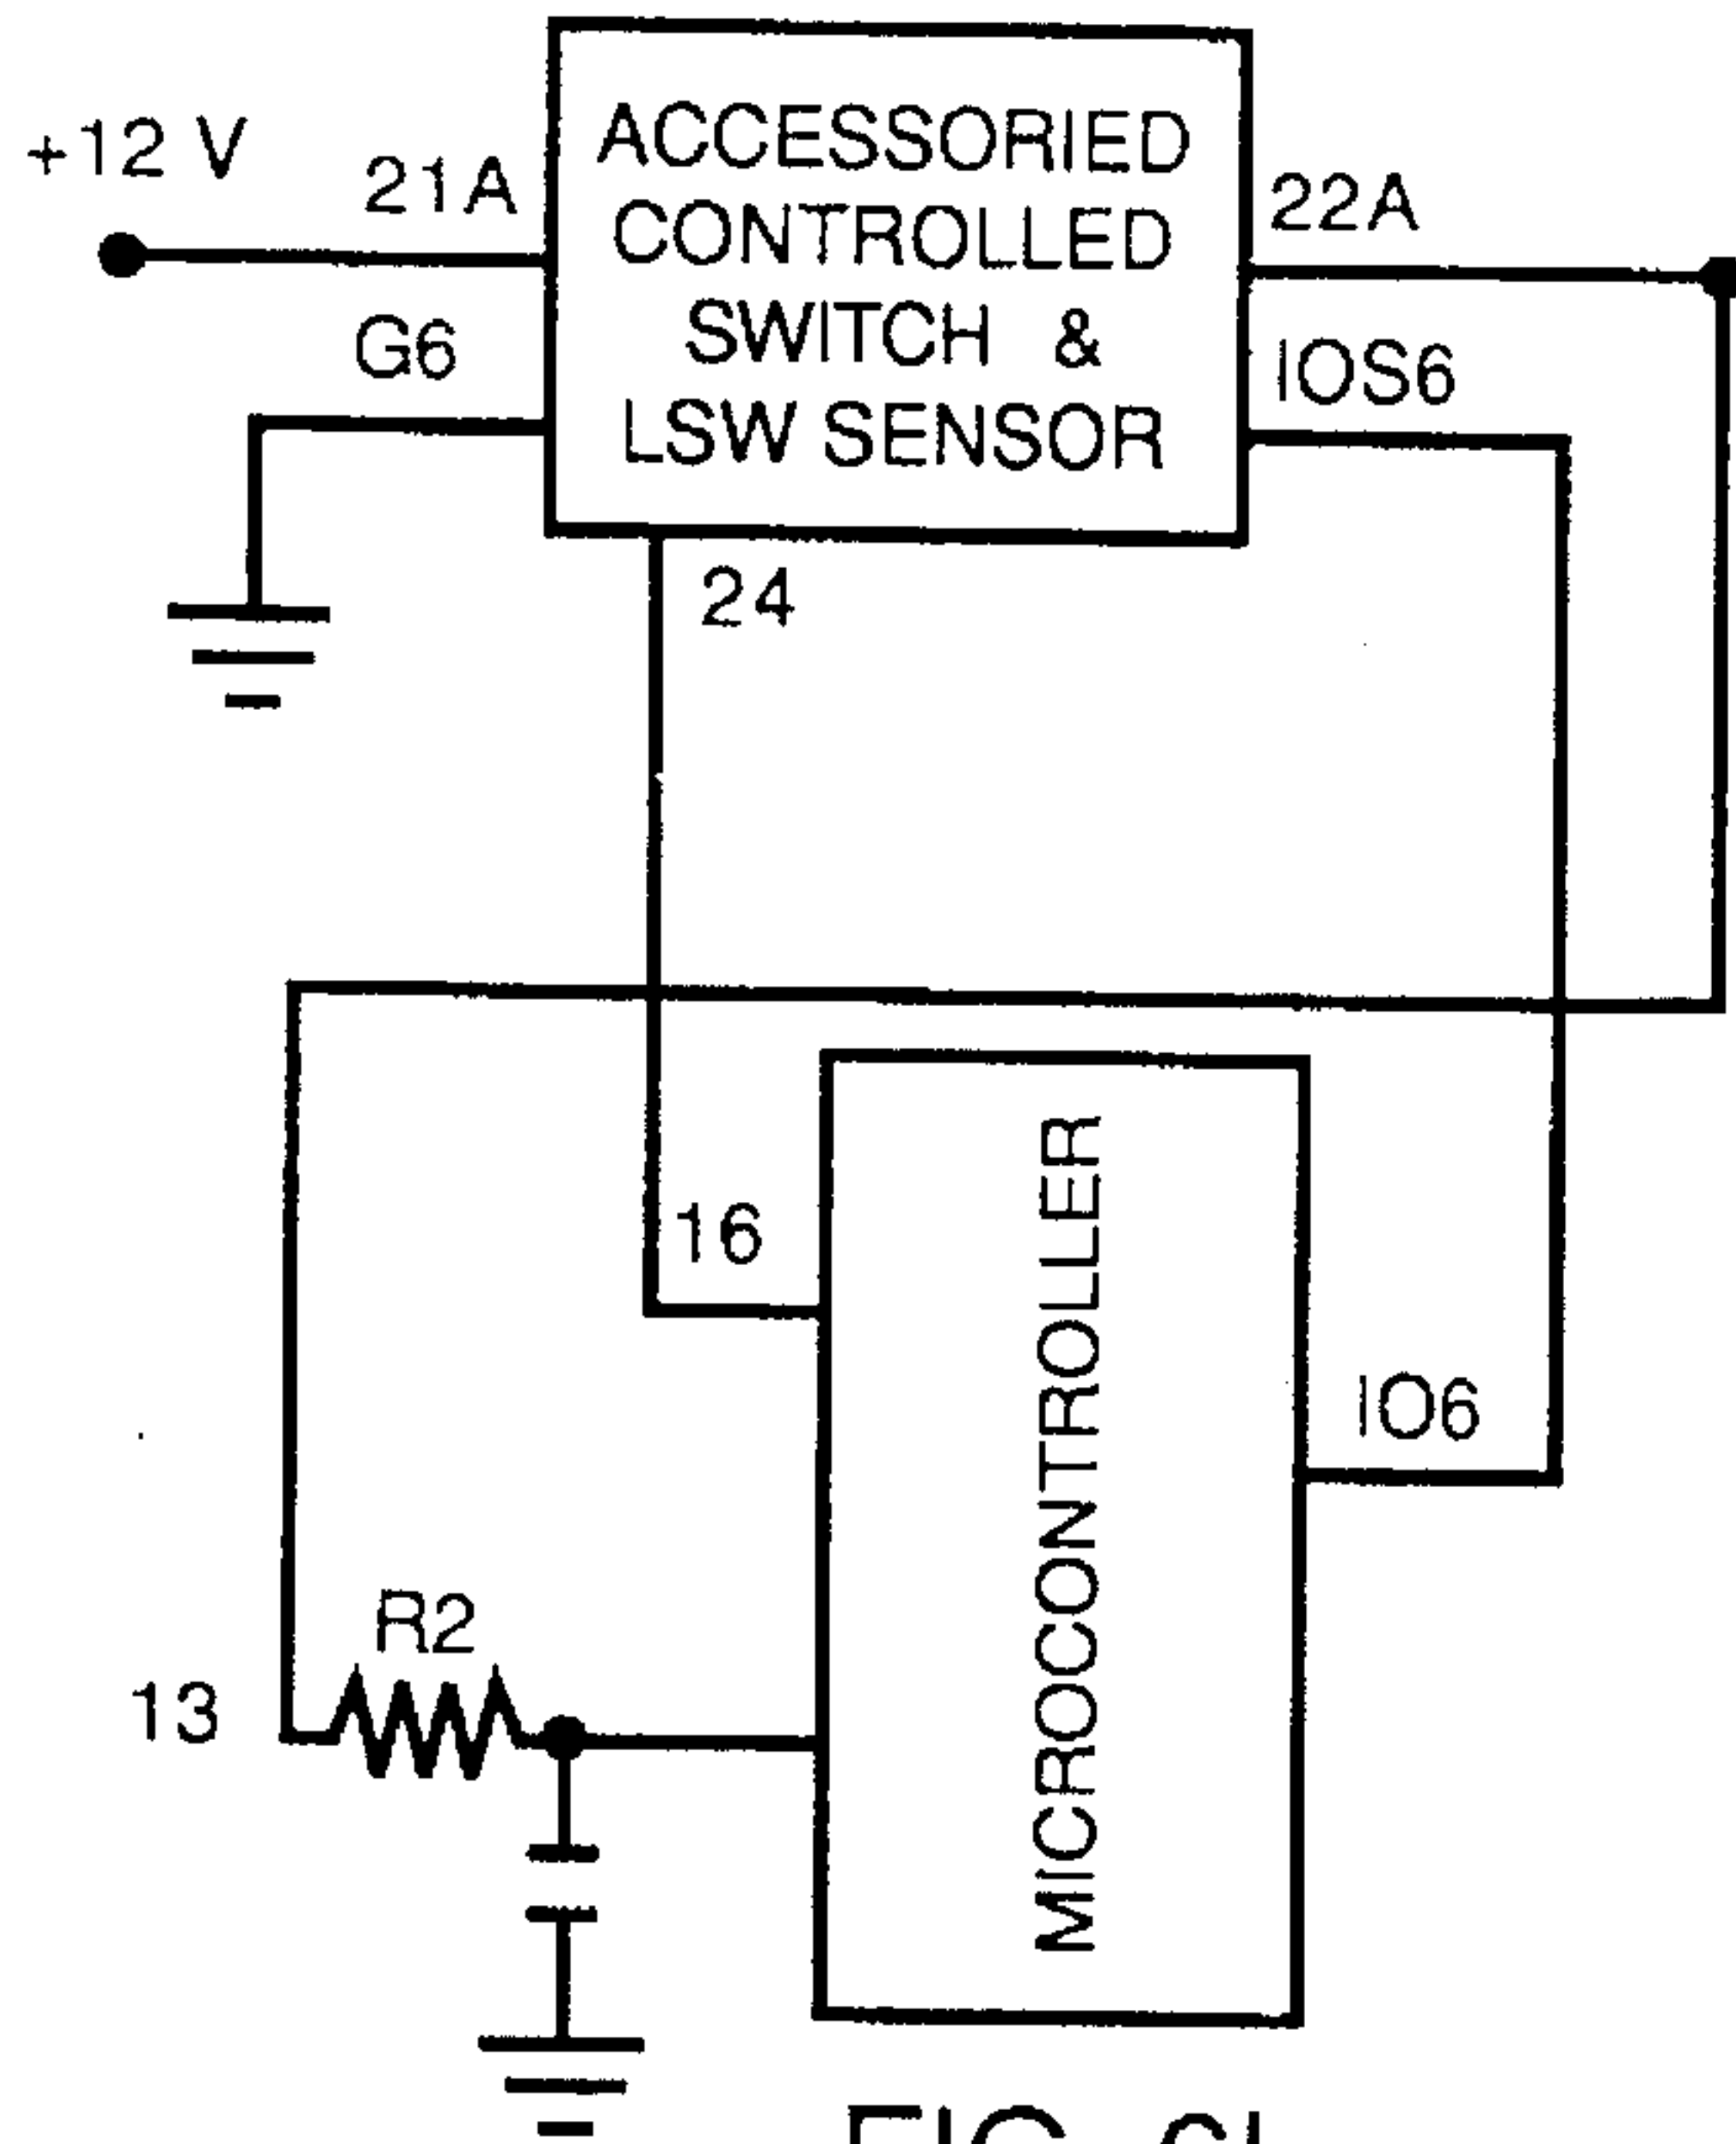 +12 V
21A
G6
ACCESSORIED
CONTROLLED
SWITCH &
LSW SENSOR
22A
IOS6
24
16
MICROCONTROLLER
IO6
R2
13